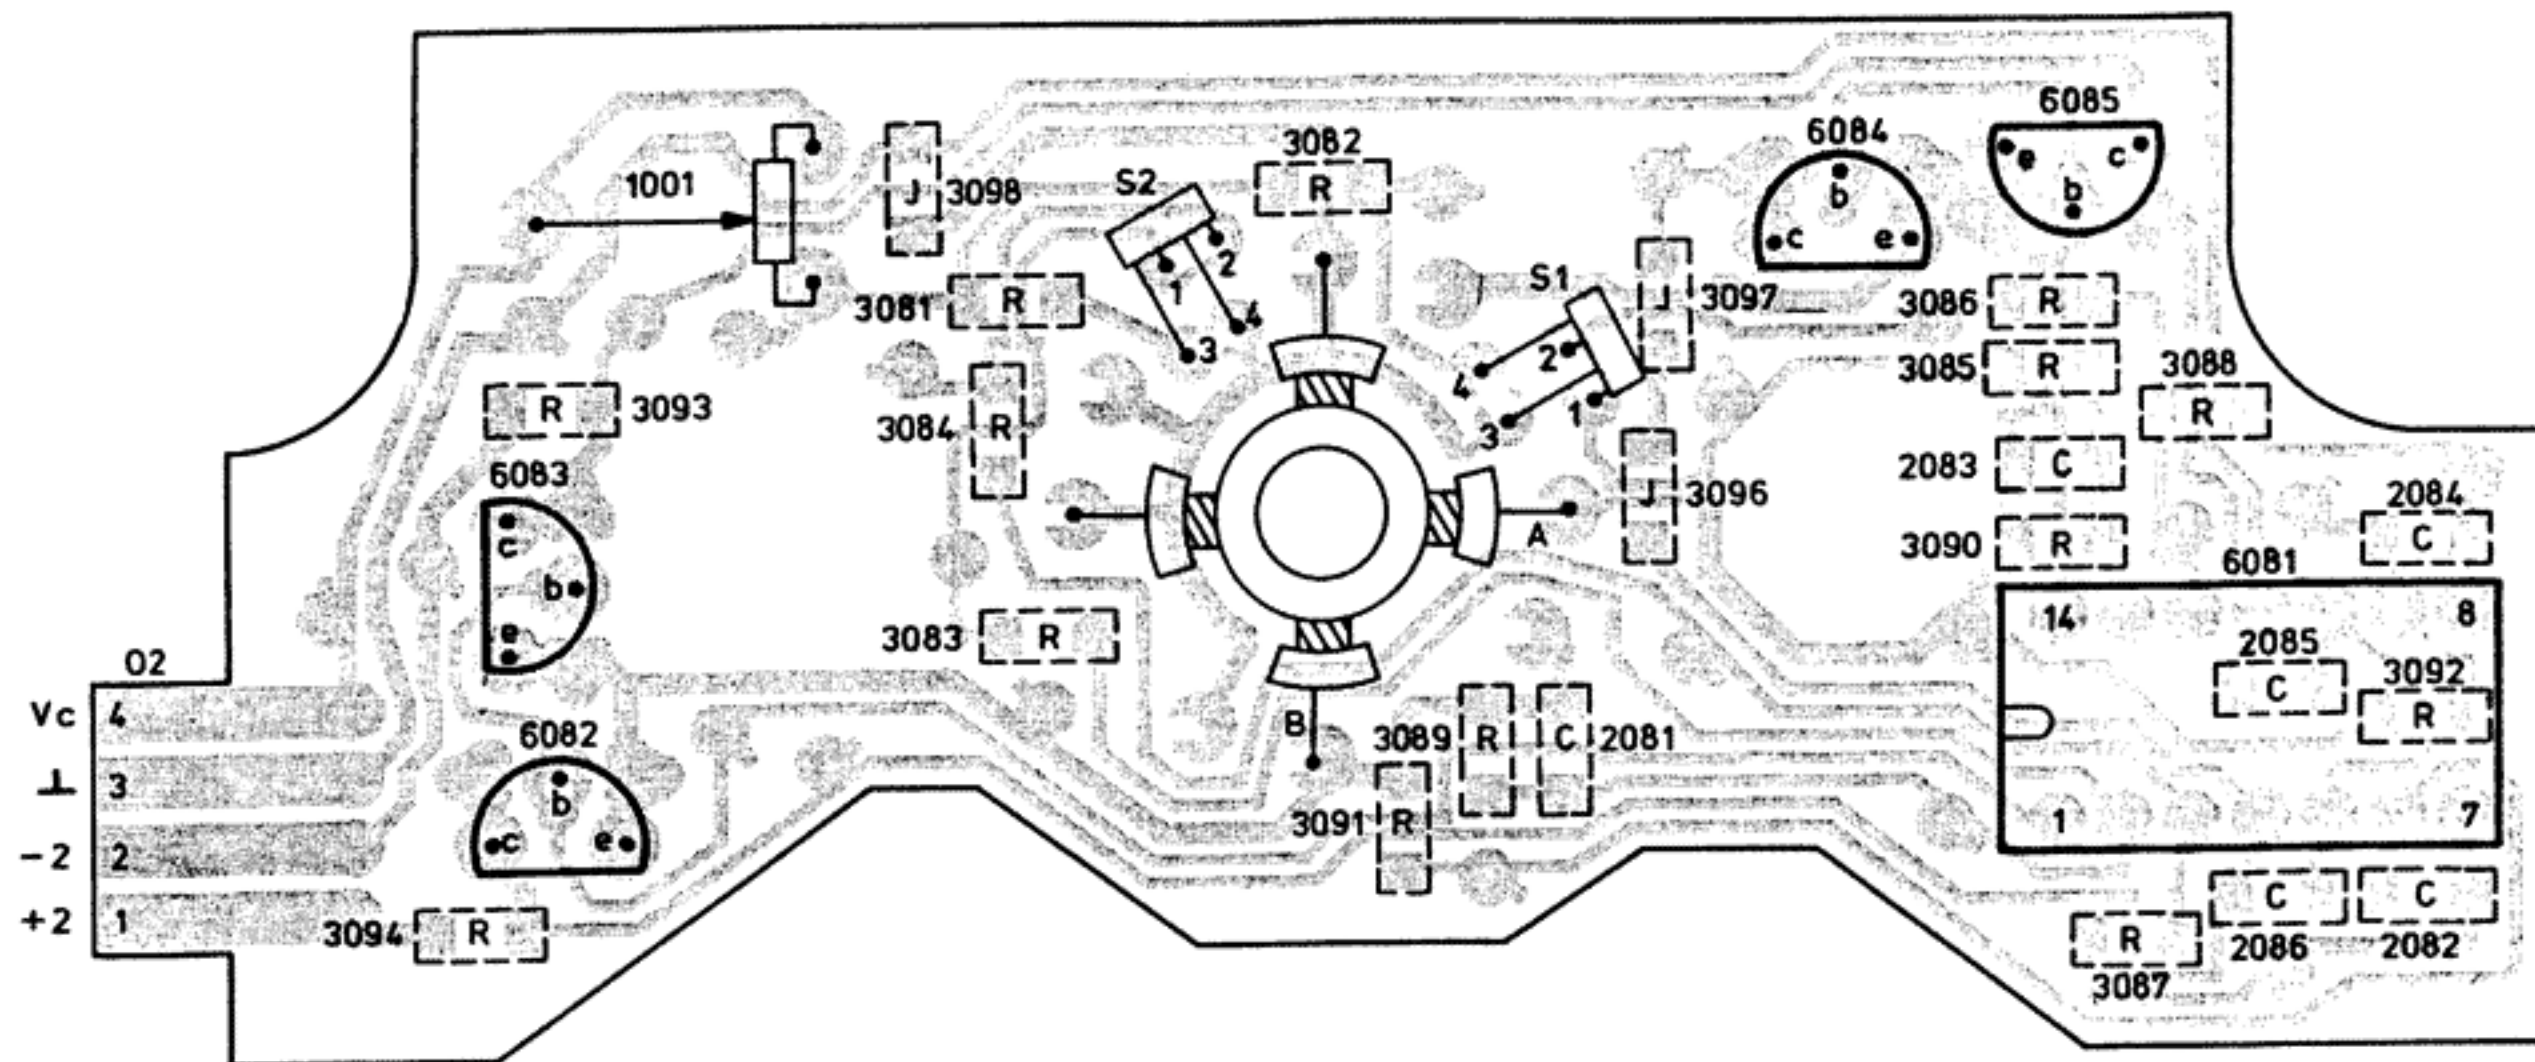 6085
6084
e
c
b
b
c
e
3082
R
1001
J
3098
S2
2
1
4
3
3081
R
S1
2
4
1
3
J
3097
3086
R
3085
R
3088
R
R
3093
3084
R
2083
C
J
3096
2084
C
6083
c
b
e
A
3090
R
6081
14
8
2085
C
3092
R
1
7
3083
R
02
Vc 4
⊥ 3
-2 2
+2 1
6082
b
c
e
B
3089
R
C
2081
3091
R
3094
R
C
2086
C
2082
R
3087